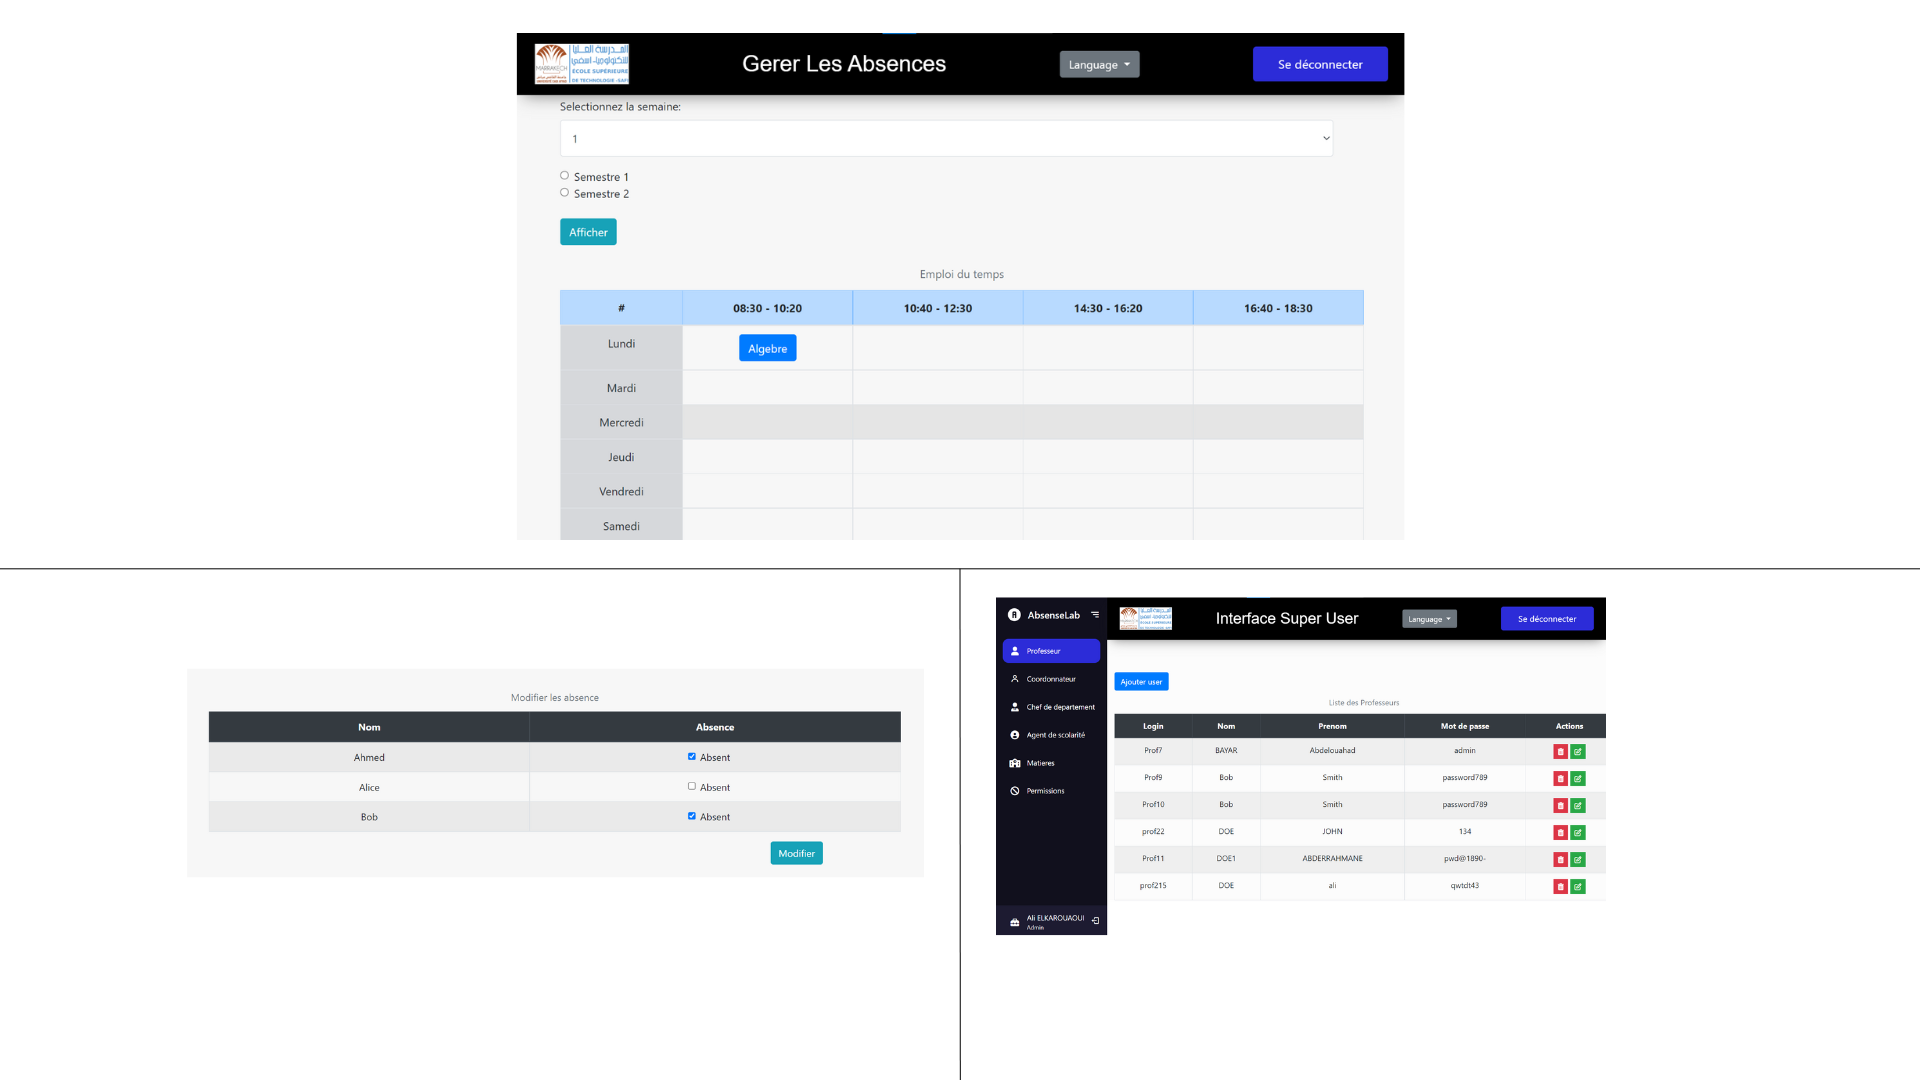 المدرسة العليا
للتكنولوجيا - اسفي
MARRAKECH
ECOLE SUPERIEURE
DE TECHNOLOGIE -SAFI
Gerer Les Absences
Language
Se déconnecter
Selectionnez la semaine:
1
Semestre 1
Semestre 2
Afficher
Emploi du temps
# 08:30 - 10:20 10:40 - 12:30 14:30 - 16:20 16:40 - 18:30
Lundi Algebre
Mardi
Mercredi
Jeudi
Vendredi
Samedi
Modifier les absence
Nom Absence
Ahmed Absent
Alice Absent
Bob Absent
Modifier
AbsenseLab
Professeur
Coordonnateur
Chef de departement
Agent de scolarité
Matieres
Permissions
Ali ELKAROUAOUI
Admin
Interface Super User
Language
Se déconnecter
Ajouter user
Liste des Professeurs
Login Nom Prenom Mot de passe Actions
Prof7 BAYAR Abdelouahad admin
Prof9 Bob Smith password789
Prof10 Bob Smith password789
prof22 DOE JOHN 134
Prof11 DOE1 ABDERRAHMANE pwd@1890-
prof215 DOE ali qwtdt43